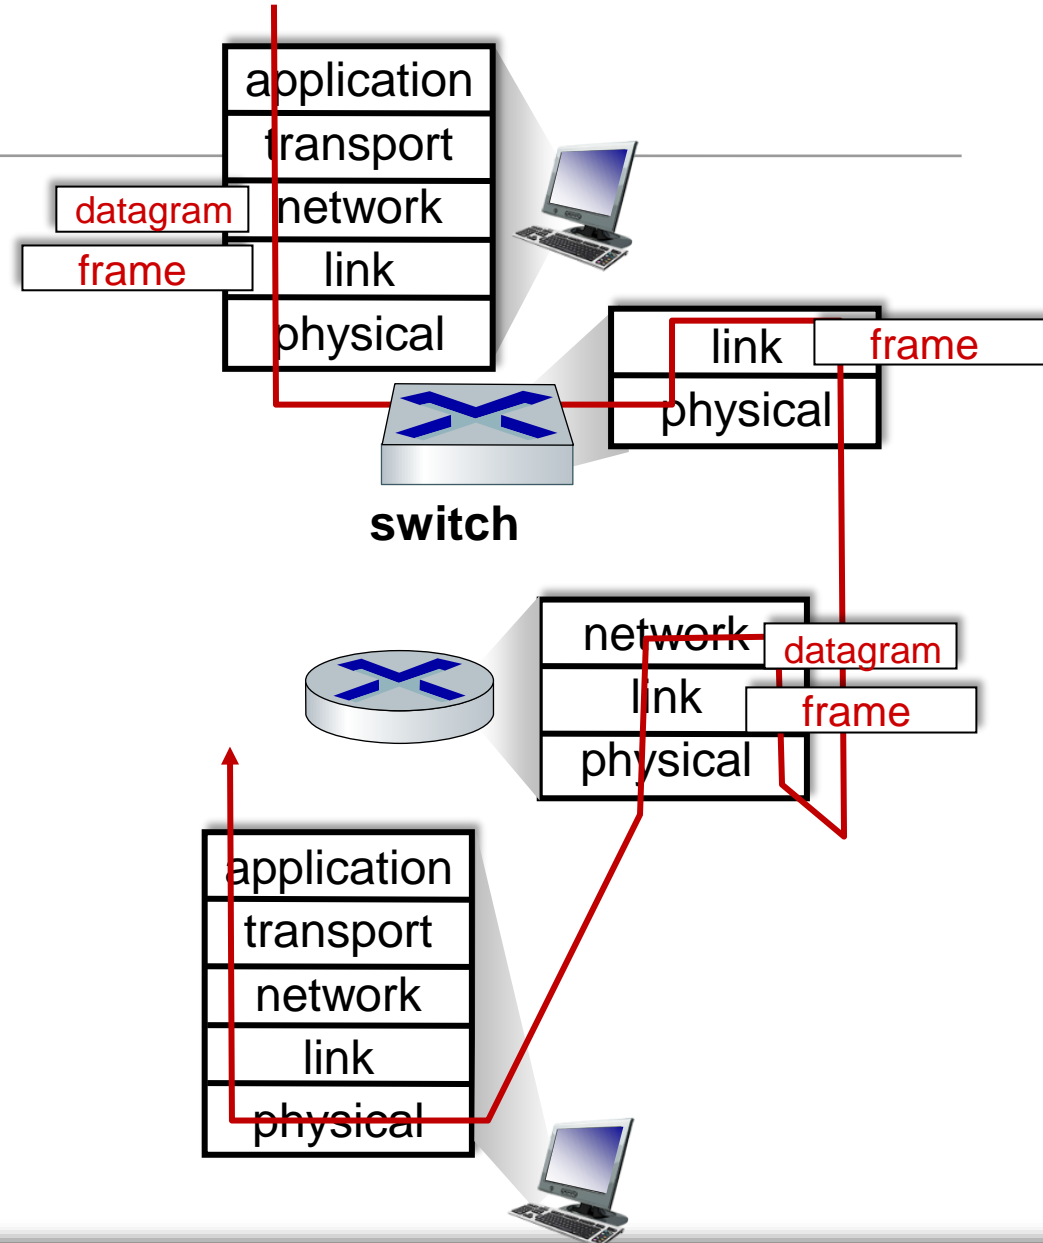 application
transport
datagram network
frame link
physical
link frame
physical
switch
network datagram
link frame
physical
application
transport
network
link
physical